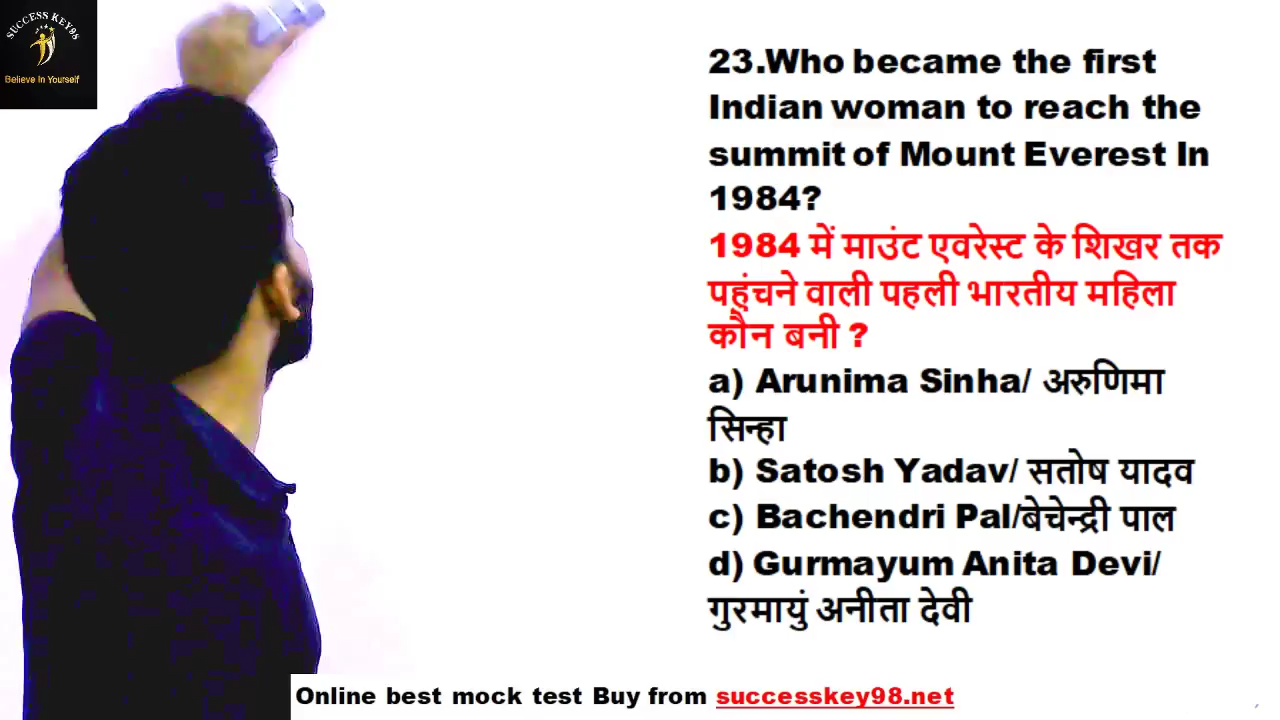 SUCCESS KEY98
Believe In Yourself
23.Who became the first
Indian woman to reach the
summit of Mount Everest In
1984?
1984 में माउंट एवरेस्ट के शिखर तक
पहुंचने वाली पहली भारतीय महिला
कौन बनी ?
a) Arunima Sinha/ अरुणिमा
सिन्हा
b) Satosh Yadav/ सतोष यादव
c) Bachendri Pal/बेचेन्द्री पाल
d) Gurmayum Anita Devi/
गुरमायुं अनीता देवी
Online best mock test Buy from successkey98.net